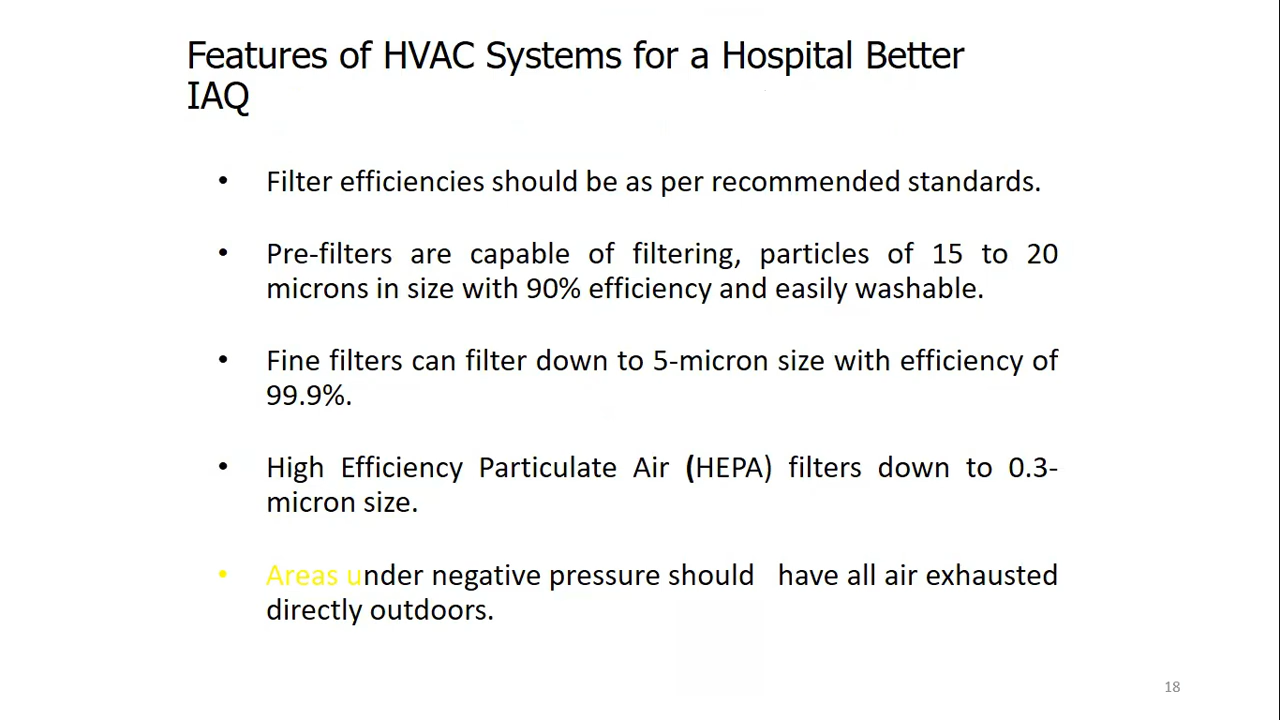 Features of HVAC Systems for a Hospital Better
IAQ
• Filter efficiencies should be as per recommended standards.
• Pre-filters are capable of filtering, particles of 15 to 20
microns in size with 90% efficiency and easily washable.
• Fine filters can filter down to 5-micron size with efficiency of
99.9%.
• High Efficiency Particulate Air (HEPA) filters down to 0.3-
micron size.
• Areas under negative pressure should have all air exhausted
directly outdoors.
18